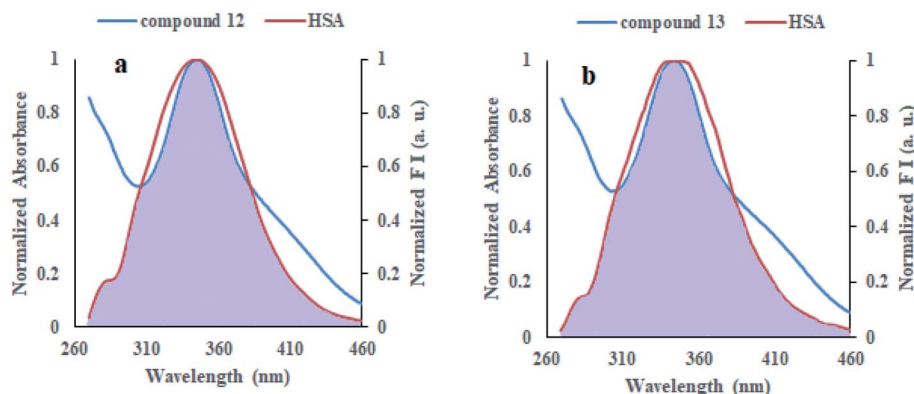 compound 12 HSA
a
1 1
0.8 0.8
0.6 0.6
0.4 0.4
0.2 0.2
0 0
260 310 360 410 460
Wavelength (nm)
Normalized Absorbance
Normalized F I (a. u.)
compound 13 HSA
b
1 1
0.8 0.8
0.6 0.6
0.4 0.4
0.2 0.2
0 0
260 310 360 410 460
Wavelength (nm)
Normalized Absorbance
Normalized F I (a. u.)